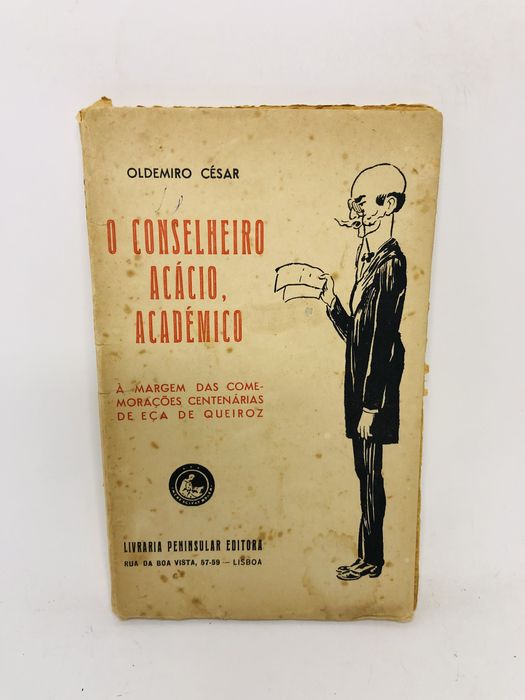 OLDEMIRO CÉSAR
O CONSELHEIRO
ACÁCIO,
ACADÉMICO
À MARGEM DAS COME-
MORAÇÕES CENTENÁRIAS
DE EÇA DE QUEIROZ
LIVRARIA PENINSULAR EDITORA
RUA DA BOA VISTA, 57-59 — LISBOA